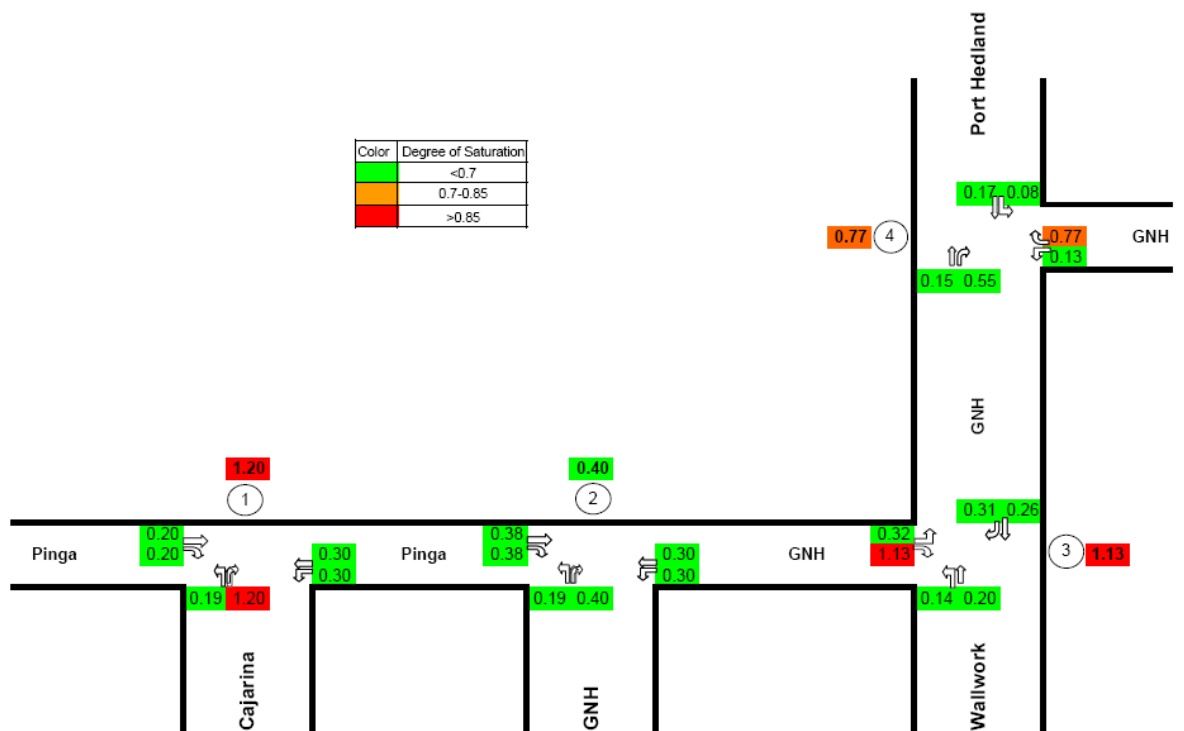 Port Hedland
Color Degree of Saturation
<0.7
0.7-0.85
>0.85
0.17 0.08
0.77 4
0.77 GNH
0.13
0.15 0.55
GNH
1.20
1
0.40
2
0.31 0.26
0.20
Pinga 0.20
0.30
0.30
0.38
Pinga 0.38
0.30
0.30
0.32
GNH 1.13
3 1.13
0.19 1.20
0.19 0.40
0.14 0.20
Cajarina
GNH
Wallwork